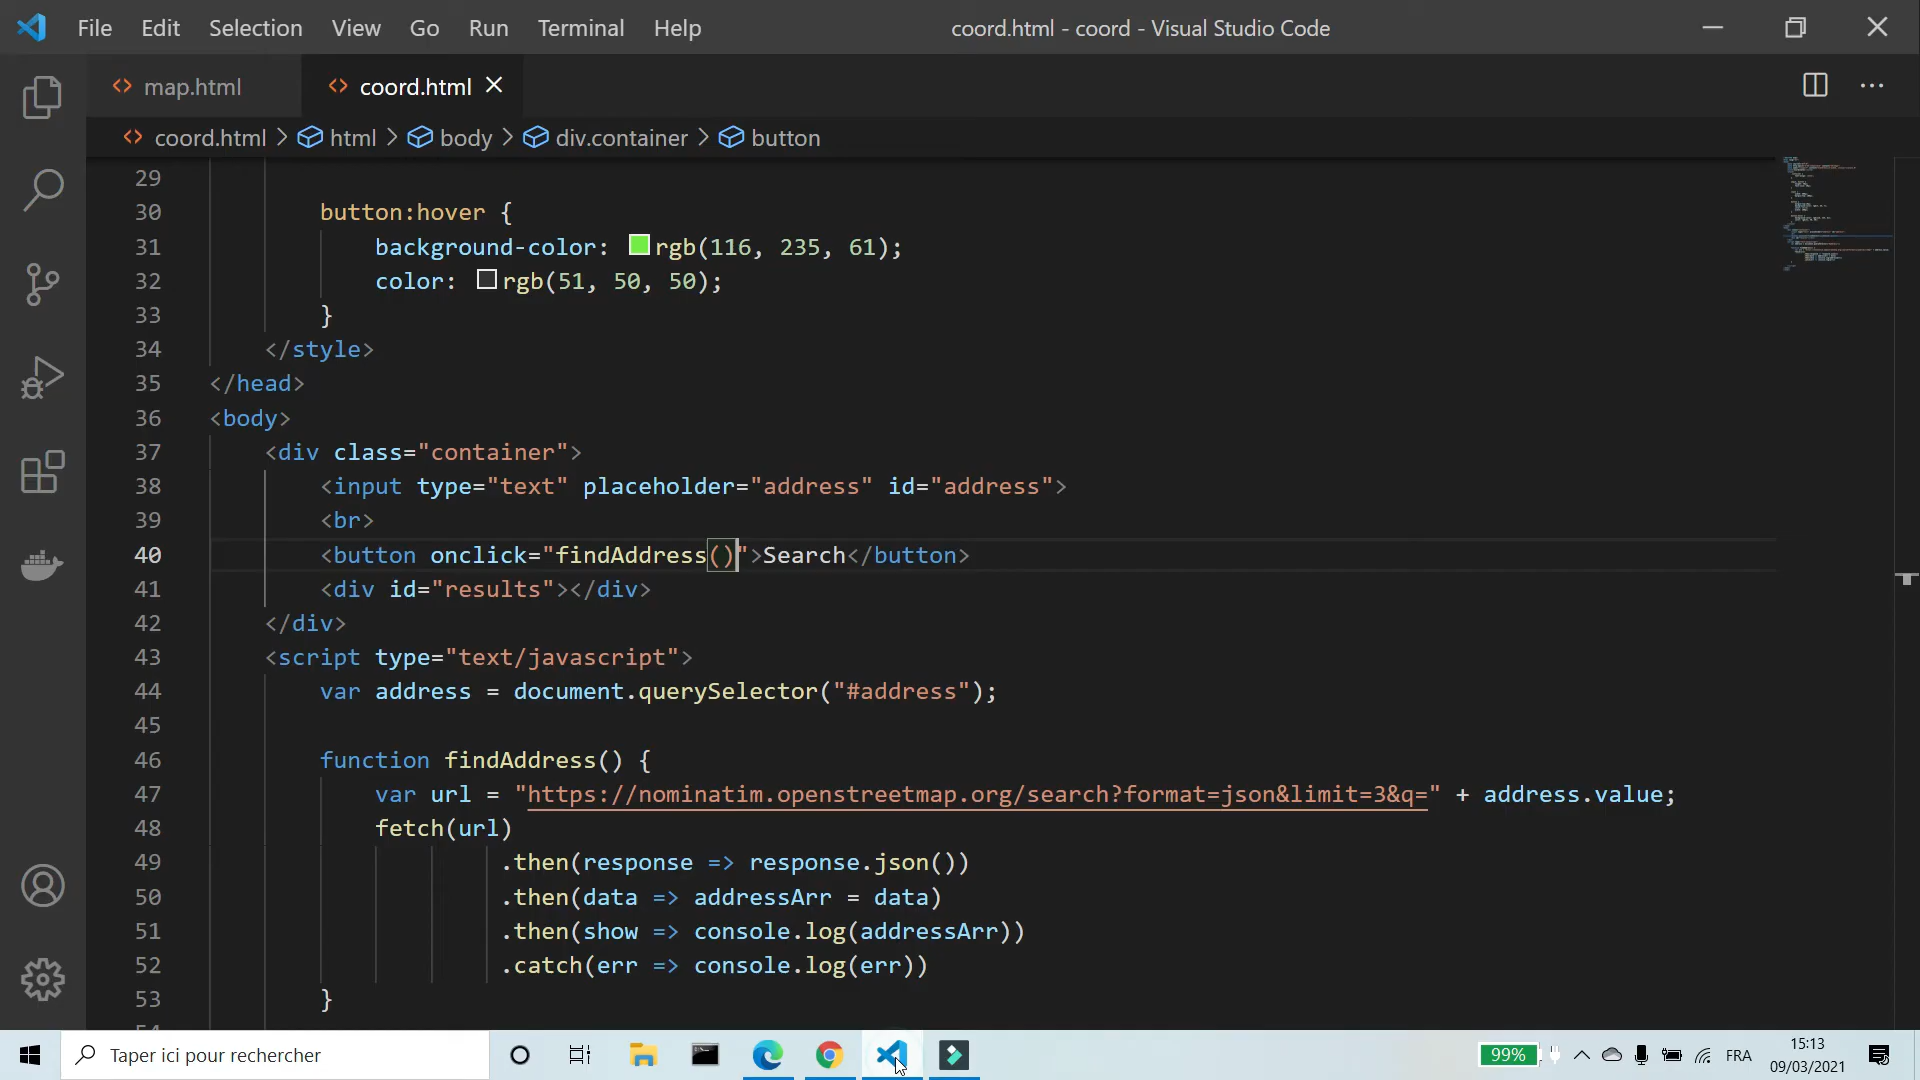 File Edit Selection View Go Run Terminal Help coord.html - coord - Visual Studio Code
map.html coord.html
coord.html > html > body > div.container > button
29
30 button:hover {
31 background-color: rgb(116, 235, 61);
32 color: rgb(51, 50, 50);
33 }
34 </style>
35 </head>
36 <body>
37 <div class="container">
38 <input type="text" placeholder="address" id="address">
39 <br>
40 <button onclick="findAddress()">Search</button>
41 <div id="results"></div>
42 </div>
43 <script type="text/javascript">
44 var address = document.querySelector("#address");
45
46 function findAddress() {
47 var url = "https://nominatim.openstreetmap.org/search?format=json&limit=3&q=" + address.value;
48 fetch(url)
49 .then(response => response.json())
50 .then(data => addressArr = data)
51 .then(show => console.log(addressArr))
52 .catch(err => console.log(err))
53 }
Taper ici pour rechercher 99% FRA 15:13
09/03/2021